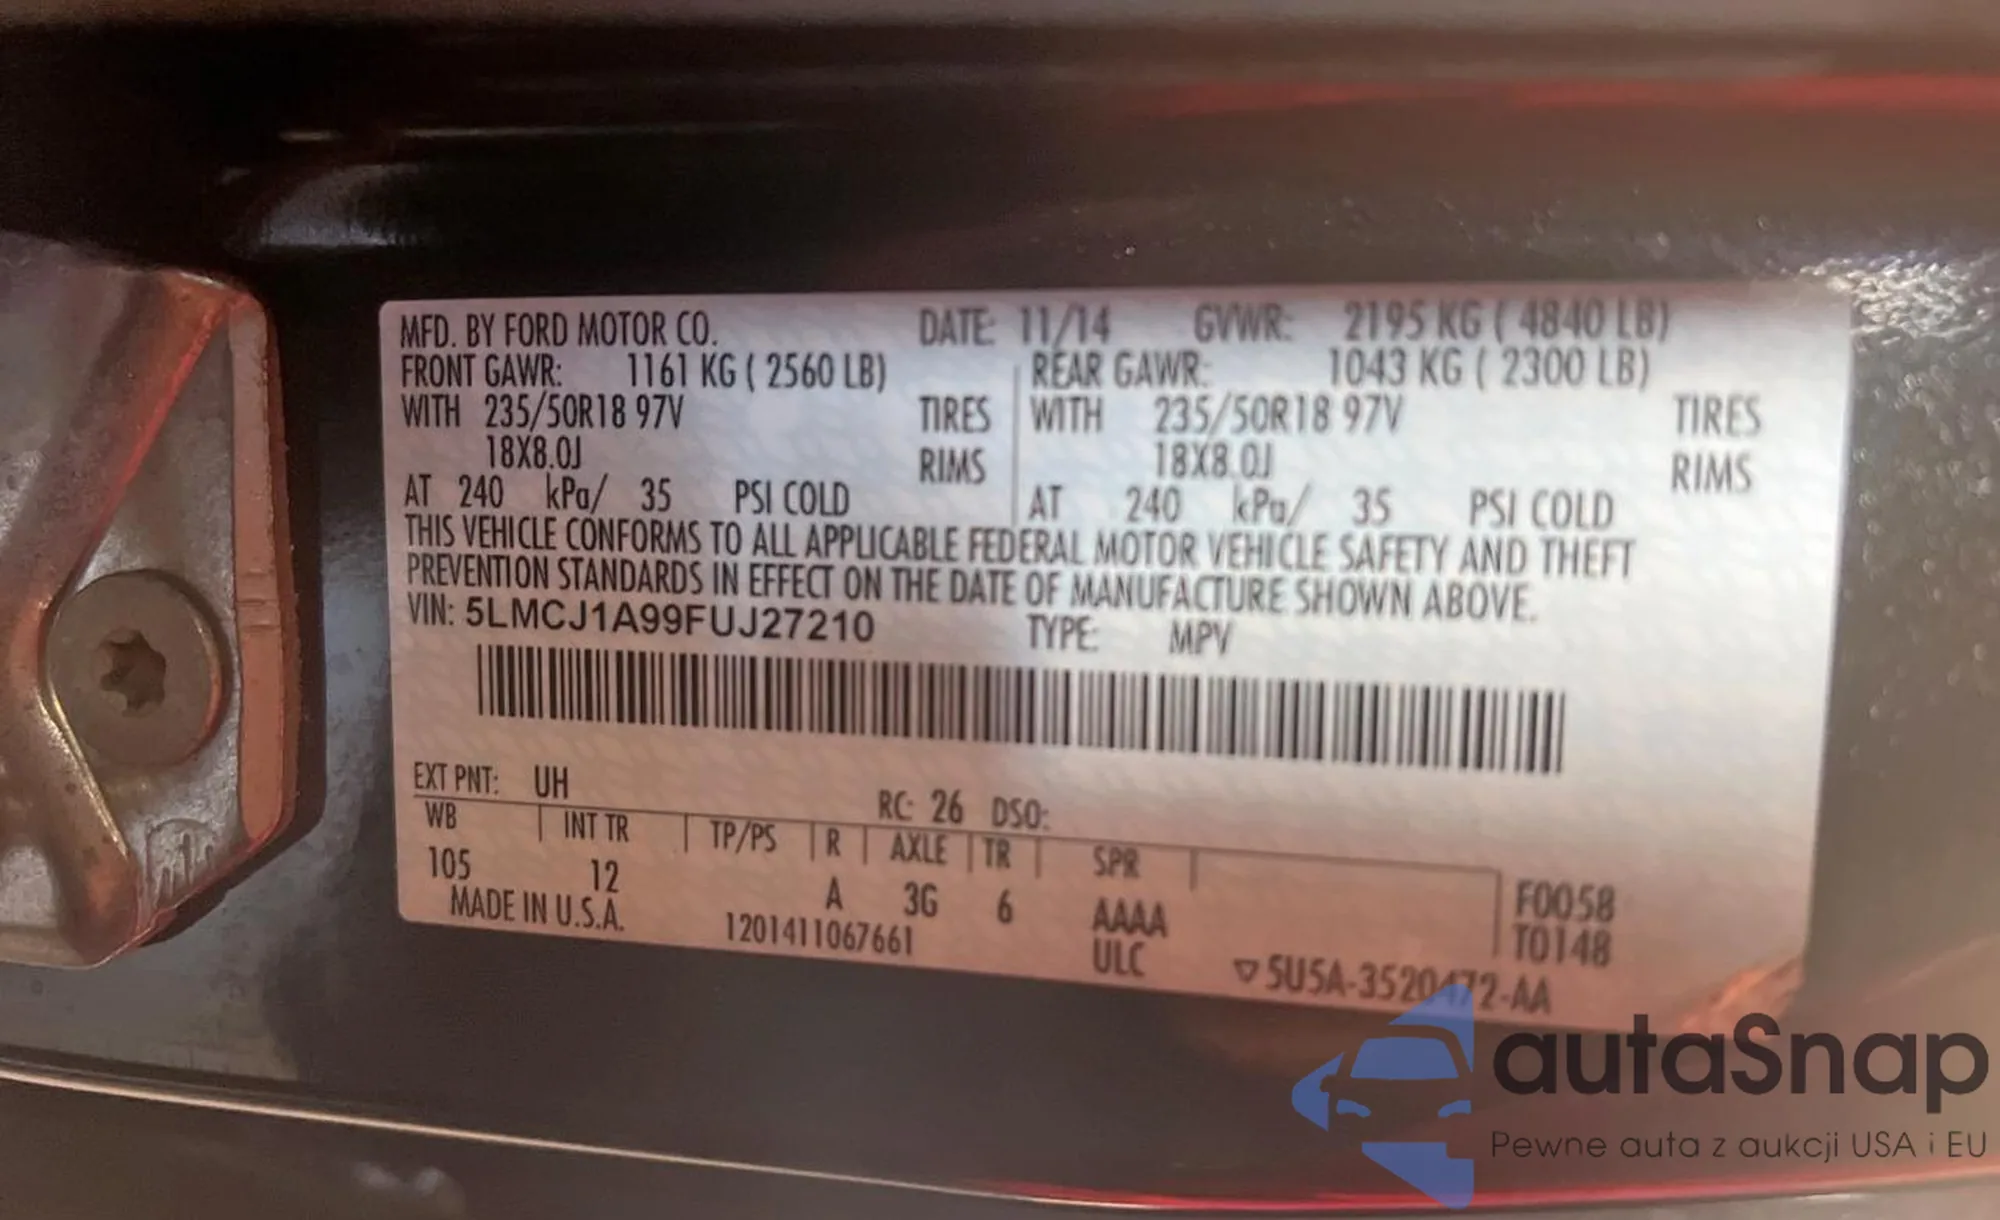 MFD. BY FORD MOTOR CO. DATE: 11/14 GVWR: 2195 KG ( 4840 LB)
FRONT GAWR: 1161 KG ( 2560 LB) REAR GAWR: 1043 KG ( 2300 LB)
WITH 235/50R18 97V TIRES WITH 235/50R18 97V TIRES
18X8.0J RIMS 18X8.0J RIMS
AT 240 kPa/ 35 PSI COLD AT 240 kPa/ 35 PSI COLD
THIS VEHICLE CONFORMS TO ALL APPLICABLE FEDERAL MOTOR VEHICLE SAFETY AND THEFT
PREVENTION STANDARDS IN EFFECT ON THE DATE OF MANUFACTURE SHOWN ABOVE.
VIN: 5LMCJ1A99FUJ27210 TYPE: MPV
EXT PNT: UH RC: 26 DSO:
WB INT TR TP/PS R AXLE TR SPR
105 12 A 3G 6 AAAA F0058
MADE IN U.S.A. 1201411067661 ULC T0148
▽5U5A-3520472-AA
autaSnap
Pewne auta z aukcji USA i EU